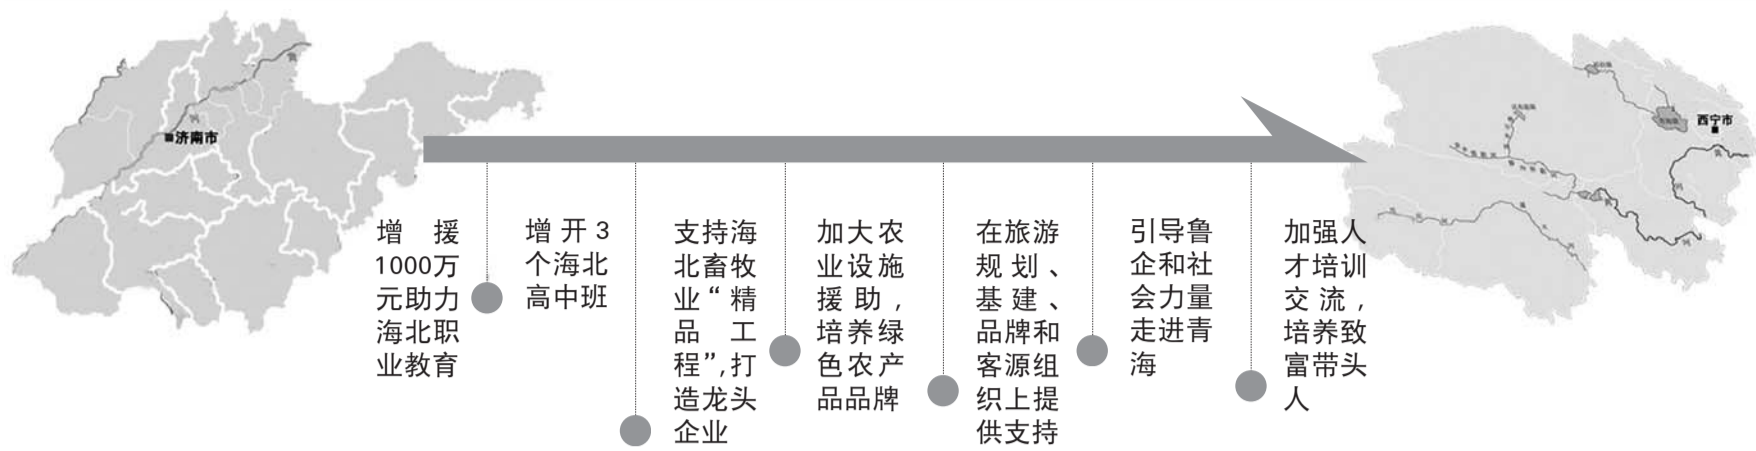 济南市
西宁市
增援
1000万
元助力
海北职
业教育
增开3
个海北
高中班
支持海
北畜牧
业“精
品工
程”,打
造龙头
企业
加大农
业设施
援助，
培养绿
色农产
品品牌
在旅游
规划、
基建、
品牌和
客源组
织上提
供支持
引导鲁
企和社
会力量
走进青
海
加强人
才培训
交流，
培养致
富带头
人